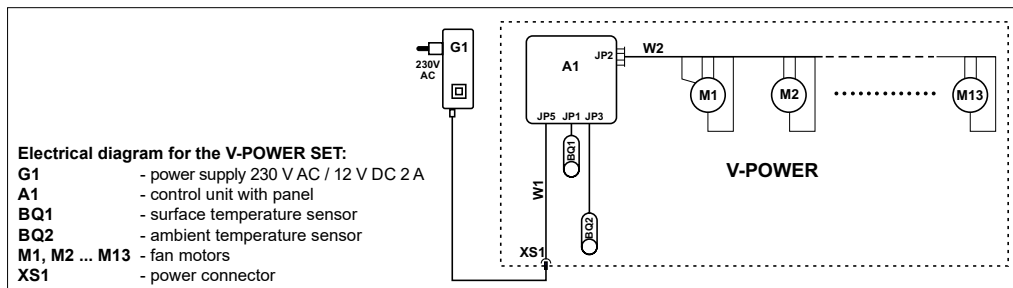 G1
230V
AC
A1
JP2
W2
JP5 JP1 JP3
M1
M2
M13
BQ1
BQ2
W1
XS1
V-POWER
Electrical diagram for the V-POWER SET:
G1 - power supply 230 V AC / 12 V DC 2 A
A1 - control unit with panel
BQ1 - surface temperature sensor
BQ2 - ambient temperature sensor
M1, M2 ... M13 - fan motors
XS1 - power connector